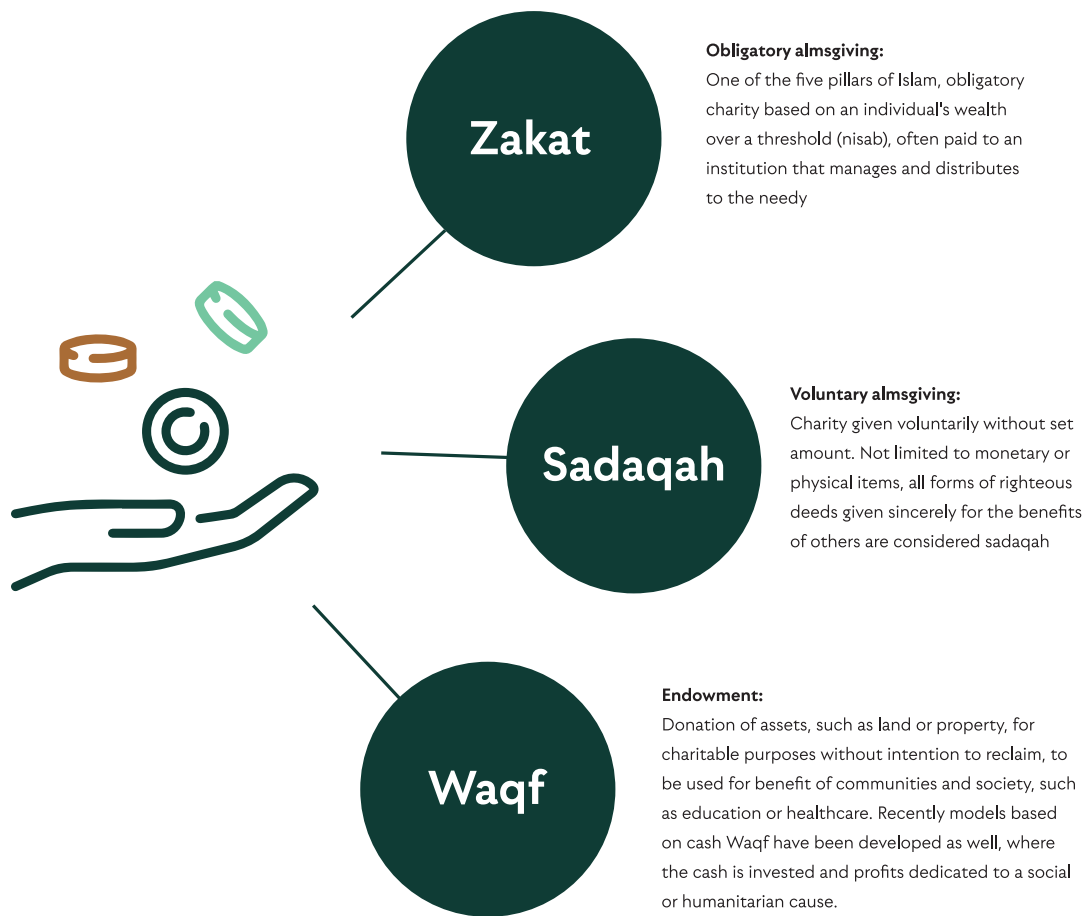 Zakat
Obligatory almsgiving:
One of the five pillars of Islam, obligatory
charity based on an individual's wealth
over a threshold (nisab), often paid to an
institution that manages and distributes
to the needy
Sadaqah
Voluntary almsgiving:
Charity given voluntarily without set
amount. Not limited to monetary or
physical items, all forms of righteous
deeds given sincerely for the benefits
of others are considered sadaqah
Waqf
Endowment:
Donation of assets, such as land or property, for
charitable purposes without intention to reclaim, to
be used for benefit of communities and society, such
as education or healthcare. Recently models based
on cash Waqf have been developed as well, where
the cash is invested and profits dedicated to a social
or humanitarian cause.